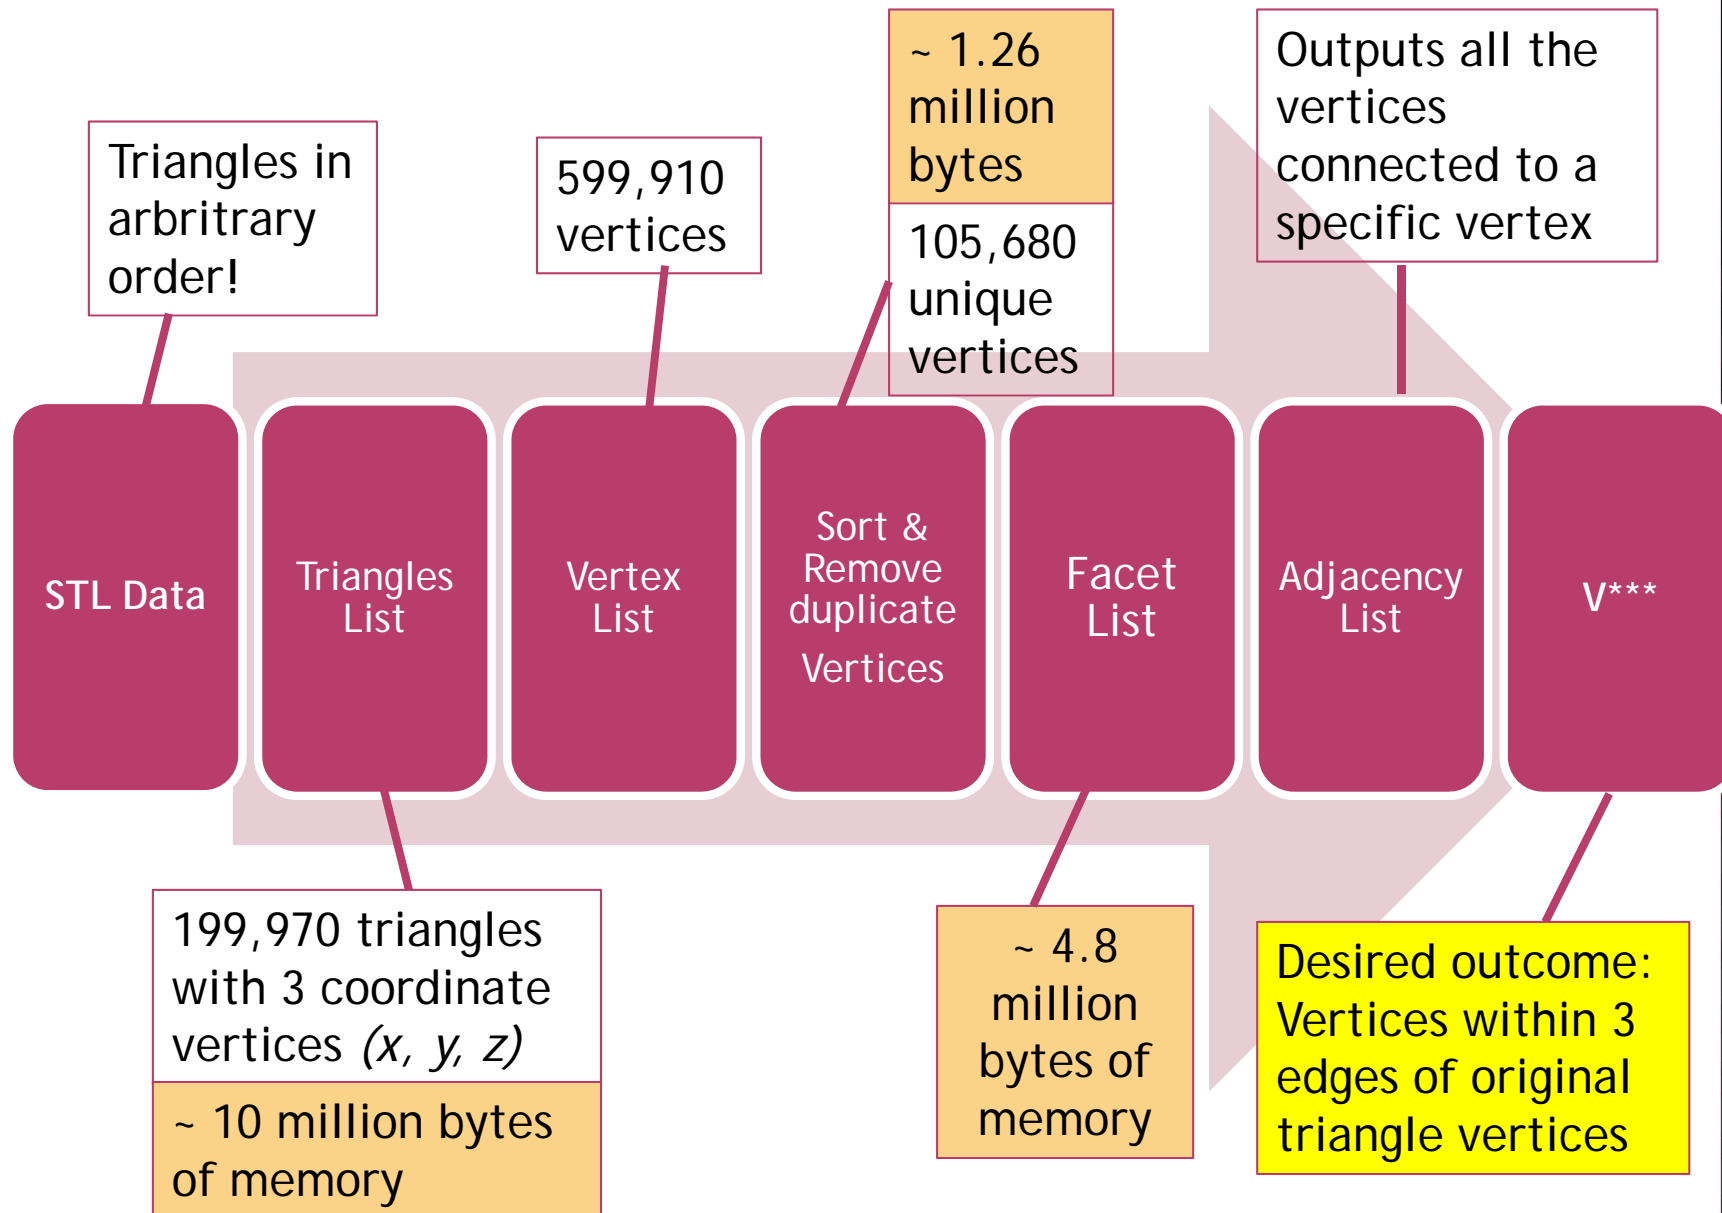 ~ 1.26
million
bytes
105,680
unique
vertices
Outputs all the
vertices
connected to a
specific vertex
Triangles in
arbritrary
order!
599,910
vertices
STL Data
Triangles
List
Vertex
List
Sort &
Remove
duplicate
Vertices
Facet
List
Adjacency
List
V***
199,970 triangles
with 3 coordinate
vertices (x, y, z)
~ 10 million bytes
of memory
~ 4.8
million
bytes of
memory
Desired outcome:
Vertices within 3
edges of original
triangle vertices